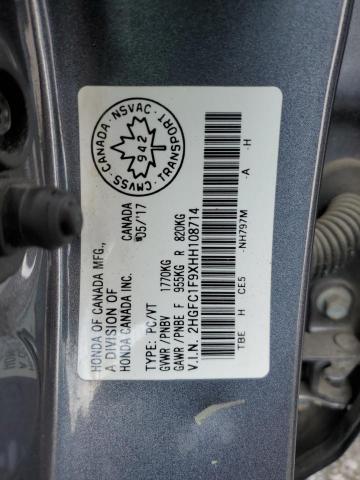 HONDA OF CANADA MFG.,
A DIVISION OF
HONDA CANADA INC.
CANADA
05/'17
TYPE: PC/VT
GVWR /PNBV 1770KG
GAWR /PNBE F 955KG R 820KG
V.I.N. 2HGFC1F9XHH108714
TBE H CE5 -NH797M -A -H
CANADA · NSVAC · TRANSPORT · CMVSS
942